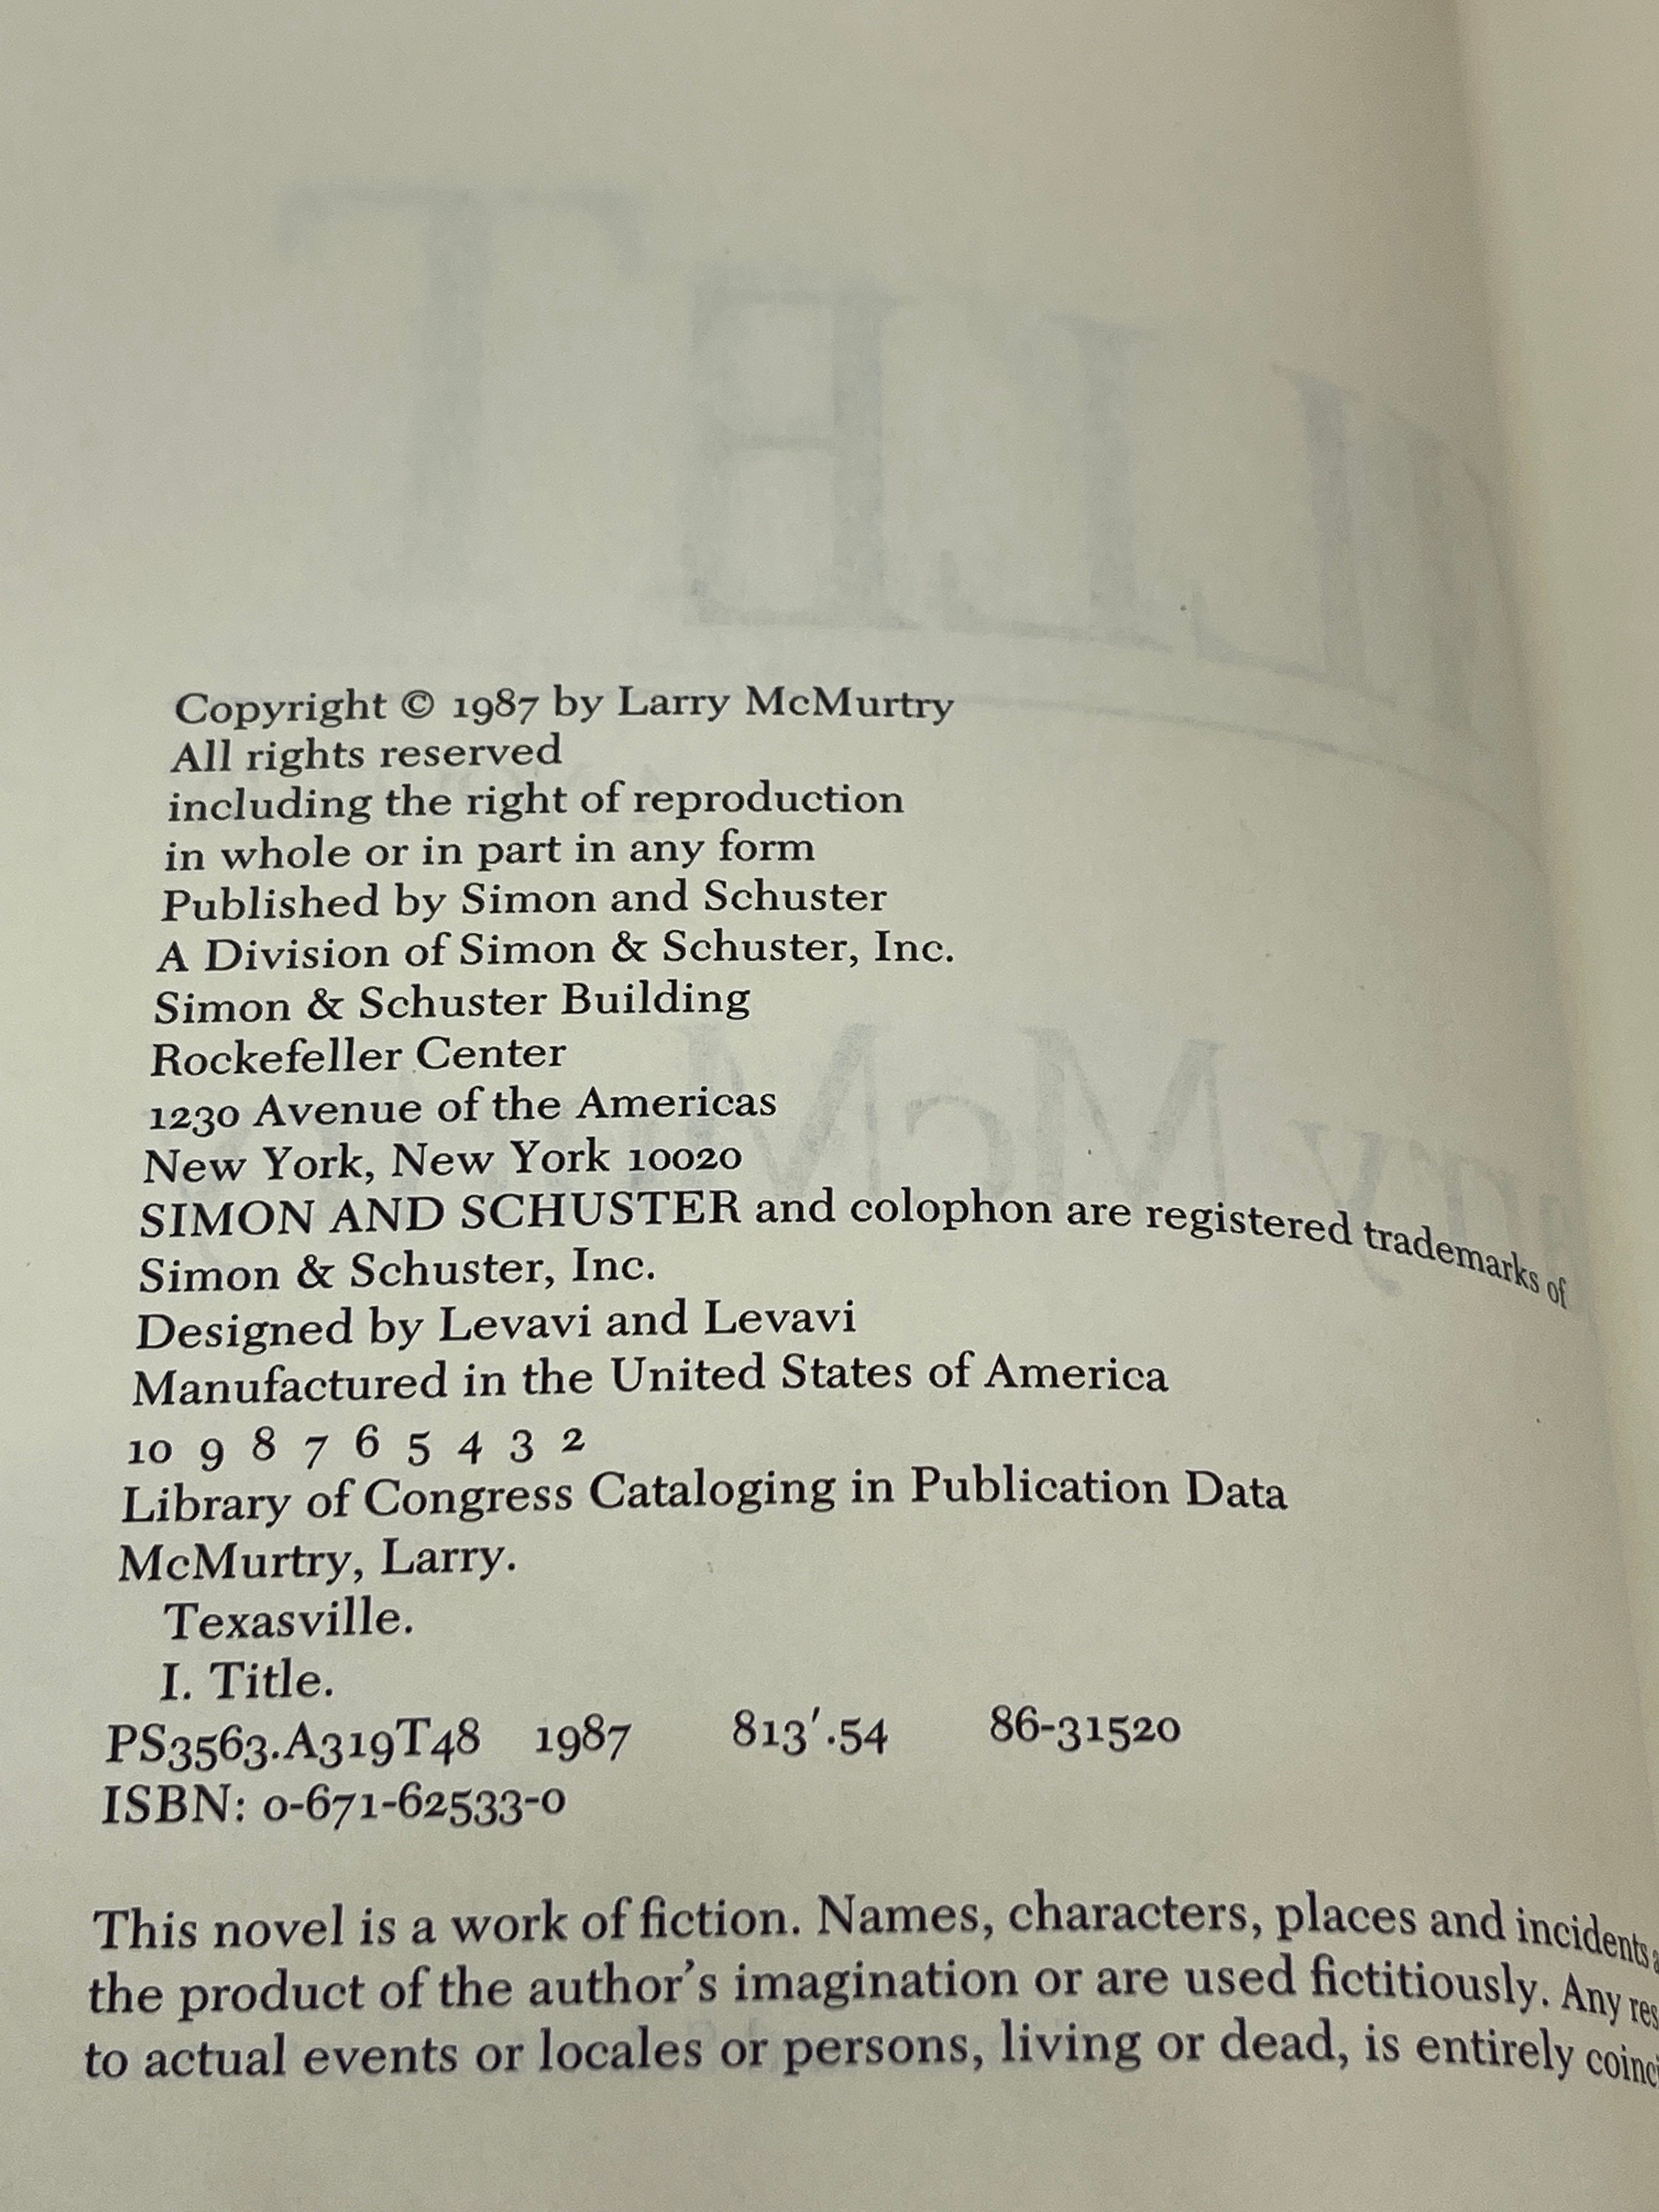 Copyright © 1987 by Larry McMurtry
All rights reserved
including the right of reproduction
in whole or in part in any form
Published by Simon and Schuster
A Division of Simon & Schuster, Inc.
Simon & Schuster Building
Rockefeller Center
1230 Avenue of the Americas
New York, New York 10020
SIMON AND SCHUSTER and colophon are registered trademarks of
Simon & Schuster, Inc.
Designed by Levavi and Levavi
Manufactured in the United States of America
10 9 8 7 6 5 4 3 2
Library of Congress Cataloging in Publication Data
McMurtry, Larry.
Texasville.
I. Title.
PS3563.A319T48 1987 813′.54 86-31520
ISBN: 0-671-62533-0
This novel is a work of fiction. Names, characters, places and incidents
the product of the author's imagination or are used fictitiously. Any
to actual events or locales or persons, living or dead, is entirely